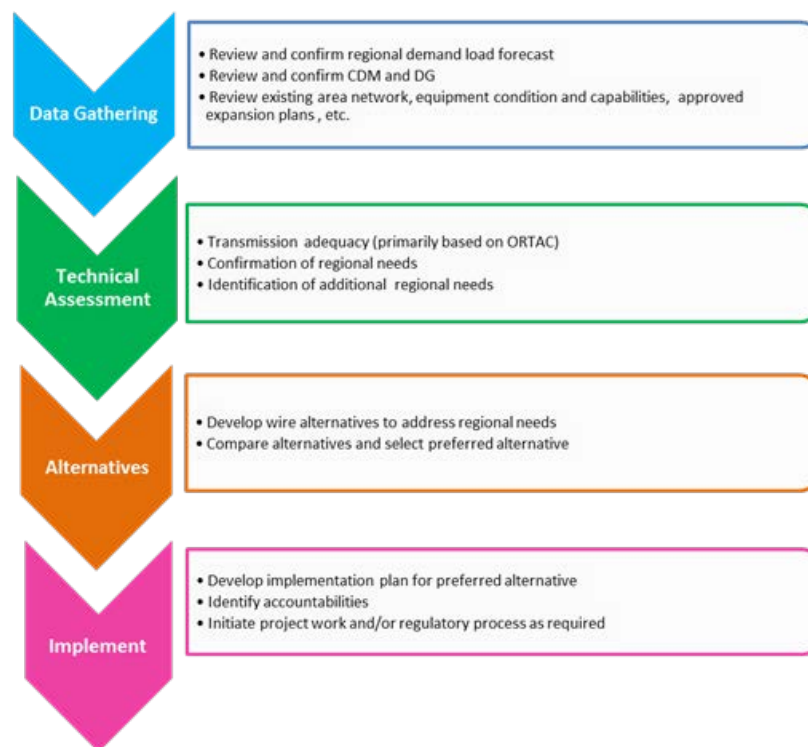 Data Gathering
• Review and confirm regional demand load forecast
• Review and confirm CDM and DG
• Review existing area network, equipment condition and capabilities, approved
expansion plans , etc.
Technical
Assessment
• Transmission adequacy (primarily based on ORTAC)
• Confirmation of regional needs
• Identification of additional regional needs
Alternatives
• Develop wire alternatives to address regional needs
• Compare alternatives and select preferred alternative
Implement
• Develop implementation plan for preferred alternative
• Identify accountabilities
• Initiate project work and/or regulatory process as required